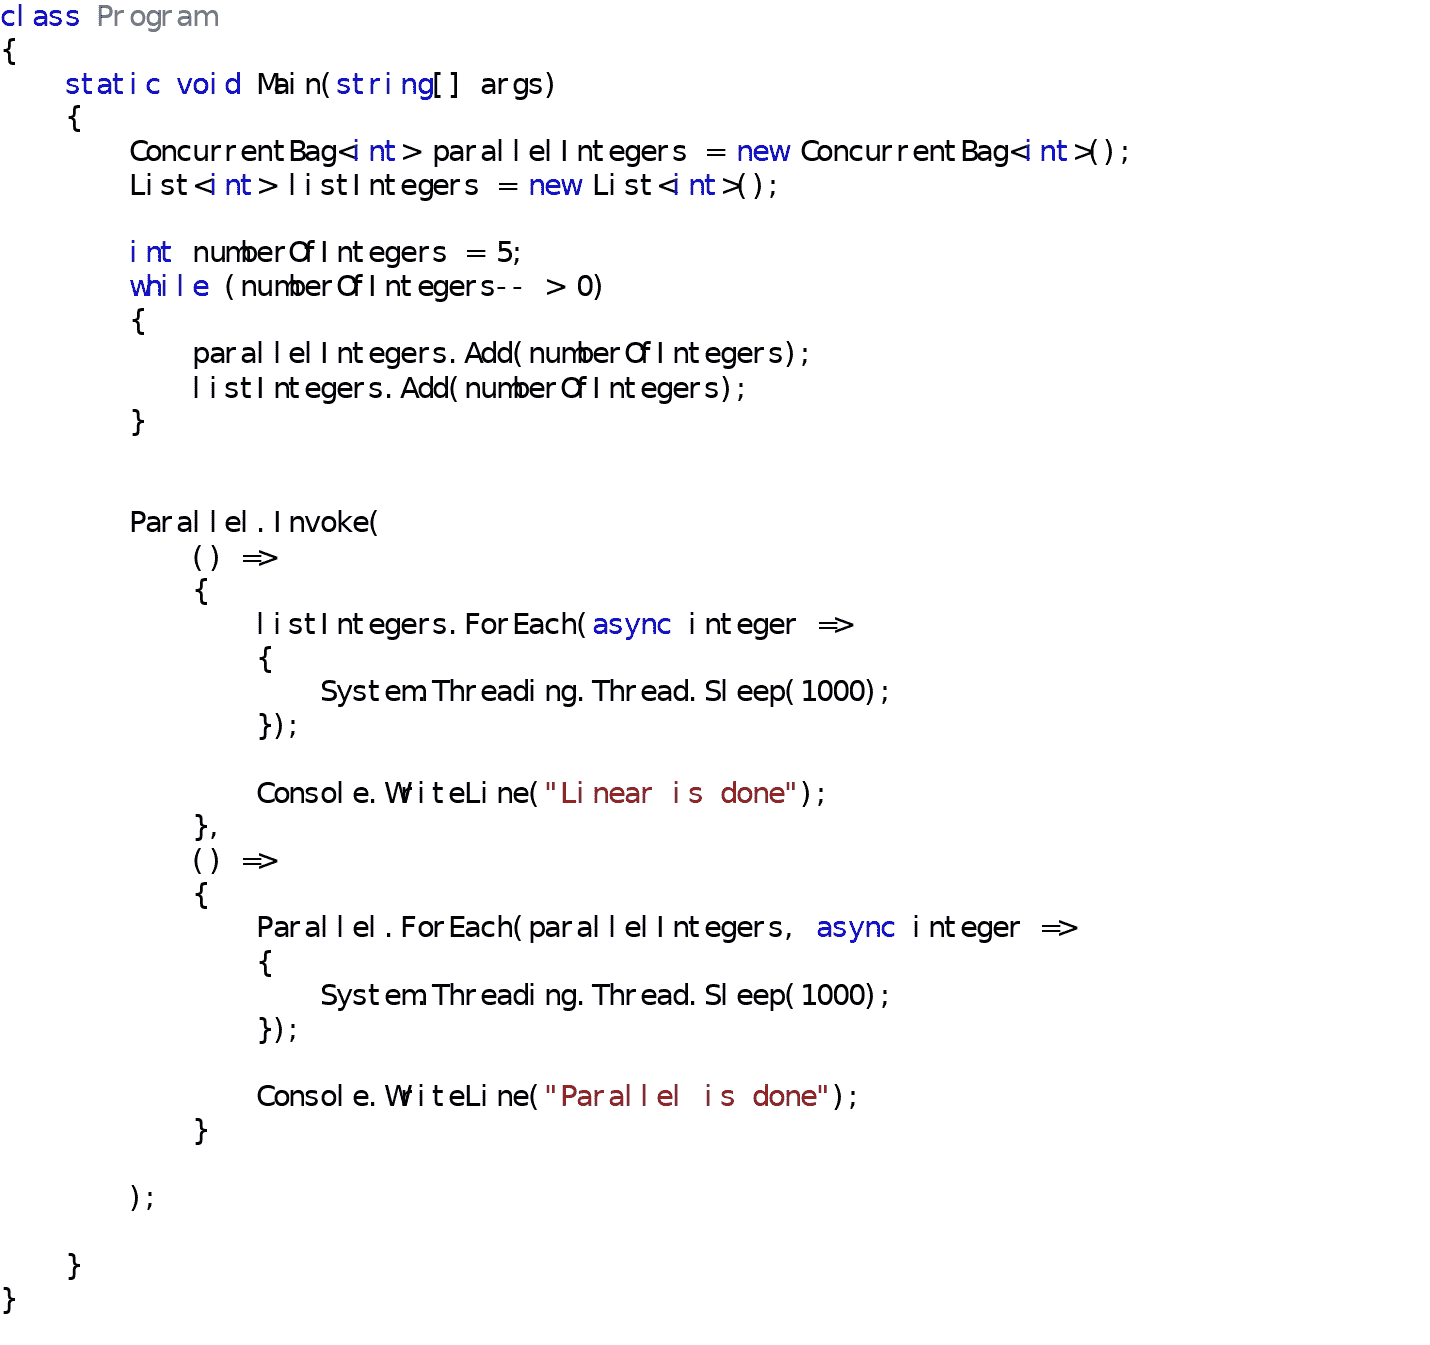 class Program
{
    static void Main(string[] args)
    {
        ConcurrentBag<int> parallelIntegers = new ConcurrentBag<int>();
        List<int> listIntegers = new List<int>();

        int numberOfIntegers = 5;
        while (numberOfIntegers-- > 0)
        {
            parallelIntegers.Add(numberOfIntegers);
            listIntegers.Add(numberOfIntegers);
        }


        Parallel.Invoke(
            () =>
            {
                listIntegers.ForEach(async integer =>
                {
                    System.Threading.Thread.Sleep(1000);
                });

                Console.WriteLine("Linear is done");
            },
            () =>
            {
                Parallel.ForEach(parallelIntegers, async integer =>
                {
                    System.Threading.Thread.Sleep(1000);
                });

                Console.WriteLine("Parallel is done");
            }

        );

    }
}